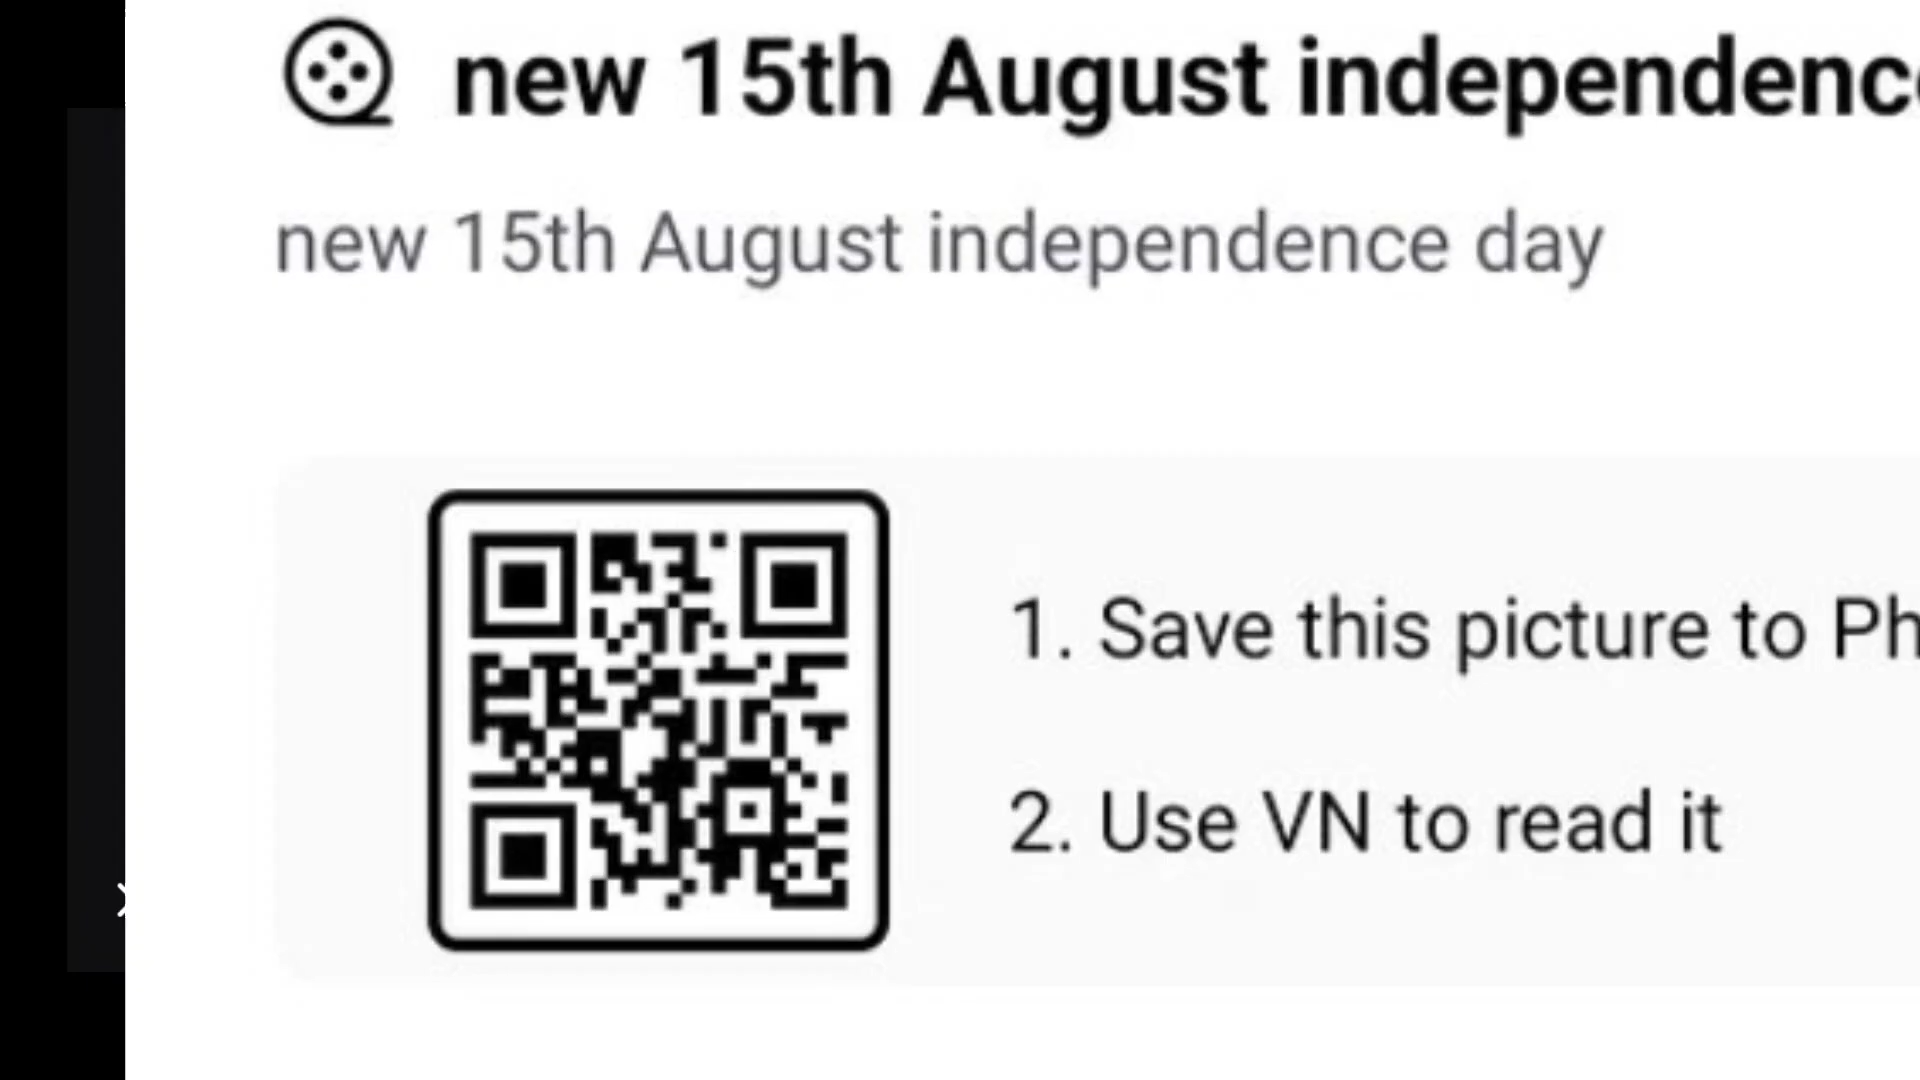 new 15th August independence
new 15th August independence day
1. Save this picture to Ph
2. Use VN to read it